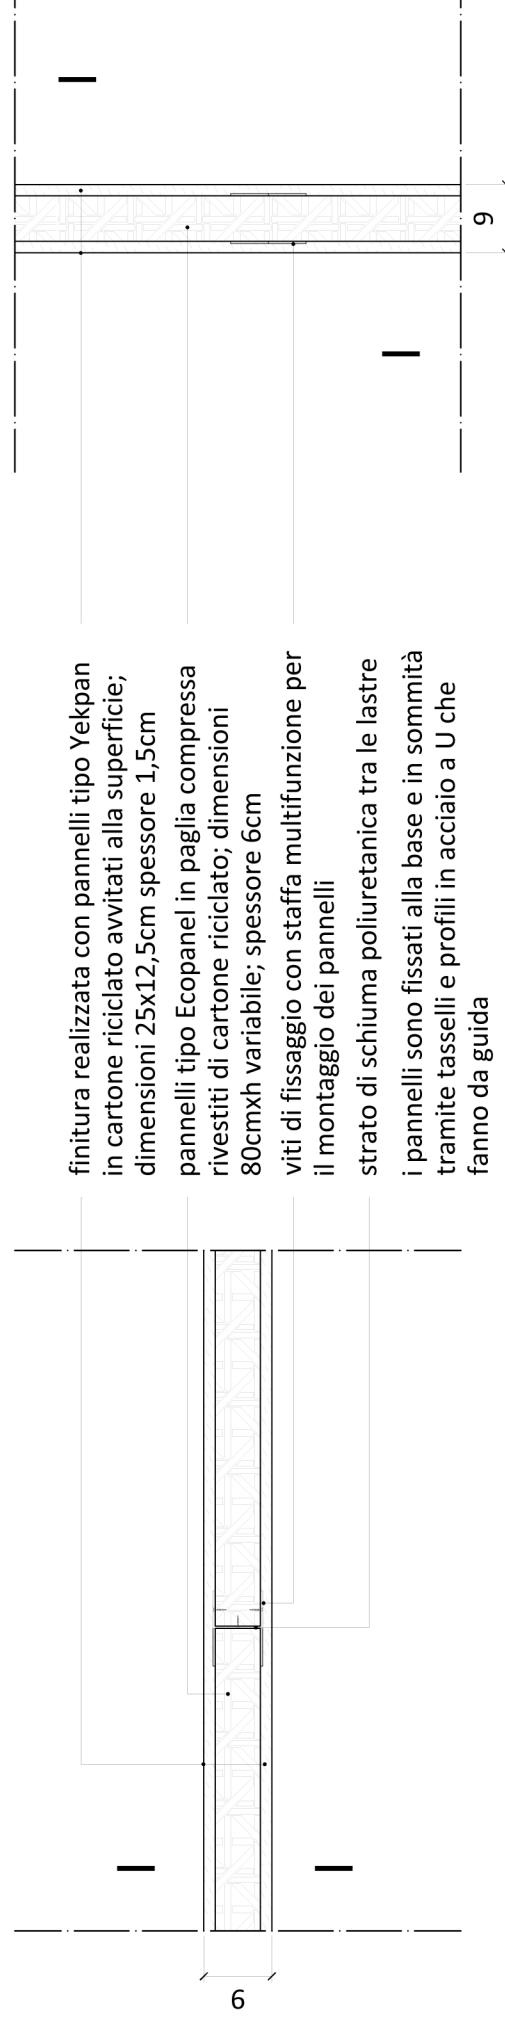 finitura realizzata con pannelli tipo Yekpan
in cartone riciclato avvitati alla superficie;
dimensioni 25x12,5cm spessore 1,5cm
pannelli tipo Ecopanel in paglia compressa
rivestiti di cartone riciclato; dimensioni
80cmxh variabile; spessore 6cm
viti di fissaggio con staffa multifunzione per
il montaggio dei pannelli
strato di schiuma poliuretanica tra le lastre
i pannelli sono fissati alla base e in sommità
tramite tasselli e profili in acciaio a U che
fanno da guida
9
9